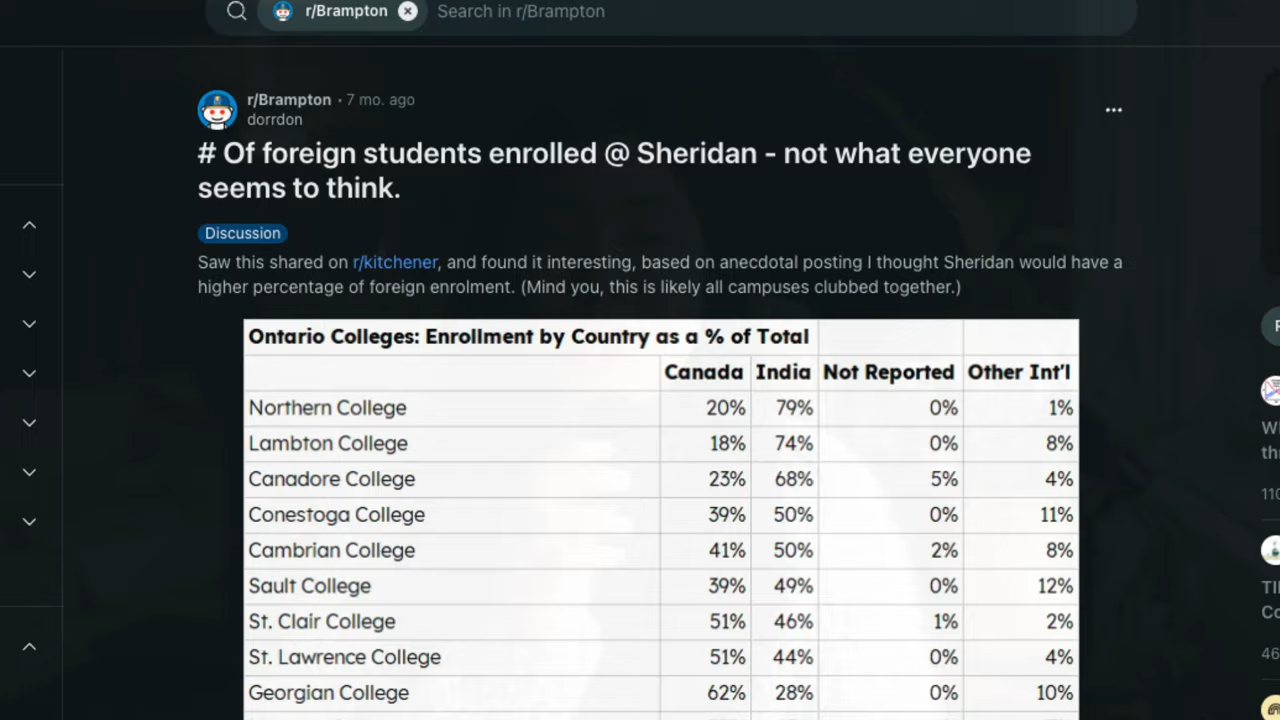 r/Brampton
Search in r/Brampton
r/Brampton • 7 mo. ago
dorrdon
# Of foreign students enrolled @ Sheridan - not what everyone
seems to think.
Discussion
Saw this shared on r/kitchener, and found it interesting, based on anecdotal posting I thought Sheridan would have a
higher percentage of foreign enrolment. (Mind you, this is likely all campuses clubbed together.)
Ontario Colleges: Enrollment by Country as a % of Total
Canada India Not Reported Other Int'l
Northern College 20% 79% 0% 1%
Lambton College 18% 74% 0% 8%
Canadore College 23% 68% 5% 4%
Conestoga College 39% 50% 0% 11%
Cambrian College 41% 50% 2% 8%
Sault College 39% 49% 0% 12%
St. Clair College 51% 46% 1% 2%
St. Lawrence College 51% 44% 0% 4%
Georgian College 62% 28% 0% 10%